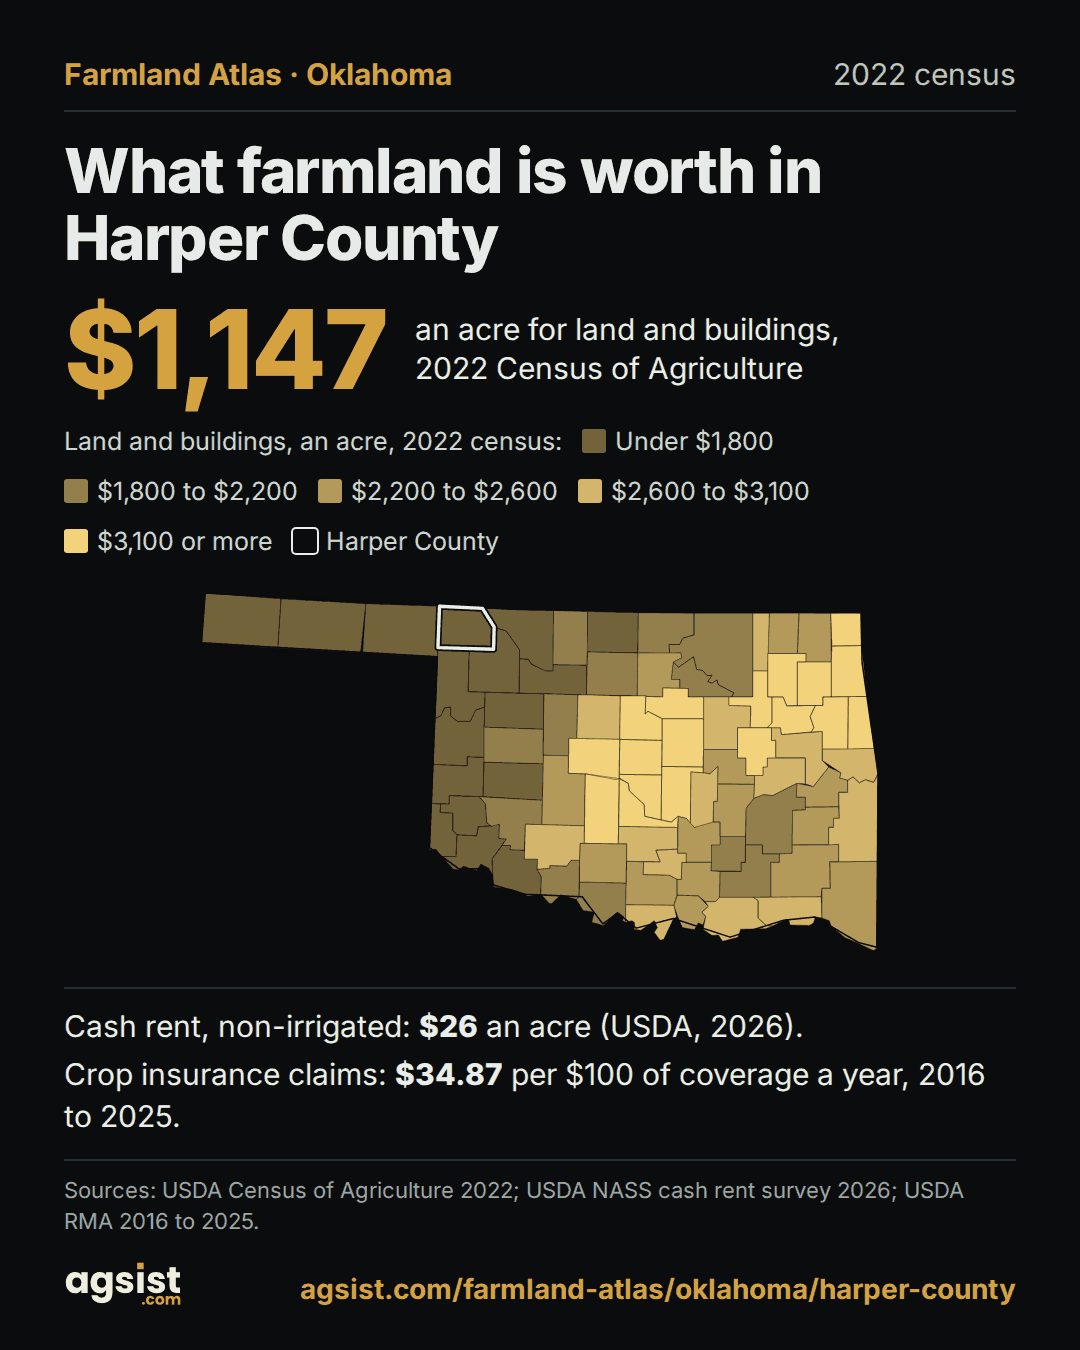 Farmland Atlas · Oklahoma
2022 census
What farmland is worth in
Harper County
$1,147
an acre for land and buildings,
2022 Census of Agriculture
Land and buildings, an acre, 2022 census:
Under $1,800
$1,800 to $2,200
$2,200 to $2,600
$2,600 to $3,100
$3,100 or more
Harper County
Cash rent, non-irrigated: $26 an acre (USDA, 2026).
Crop insurance claims: $34.87 per $100 of coverage a year, 2016
to 2025.
Sources: USDA Census of Agriculture 2022; USDA NASS cash rent survey 2026; USDA
RMA 2016 to 2025.
agsist
.com
agsist.com/farmland-atlas/oklahoma/harper-county